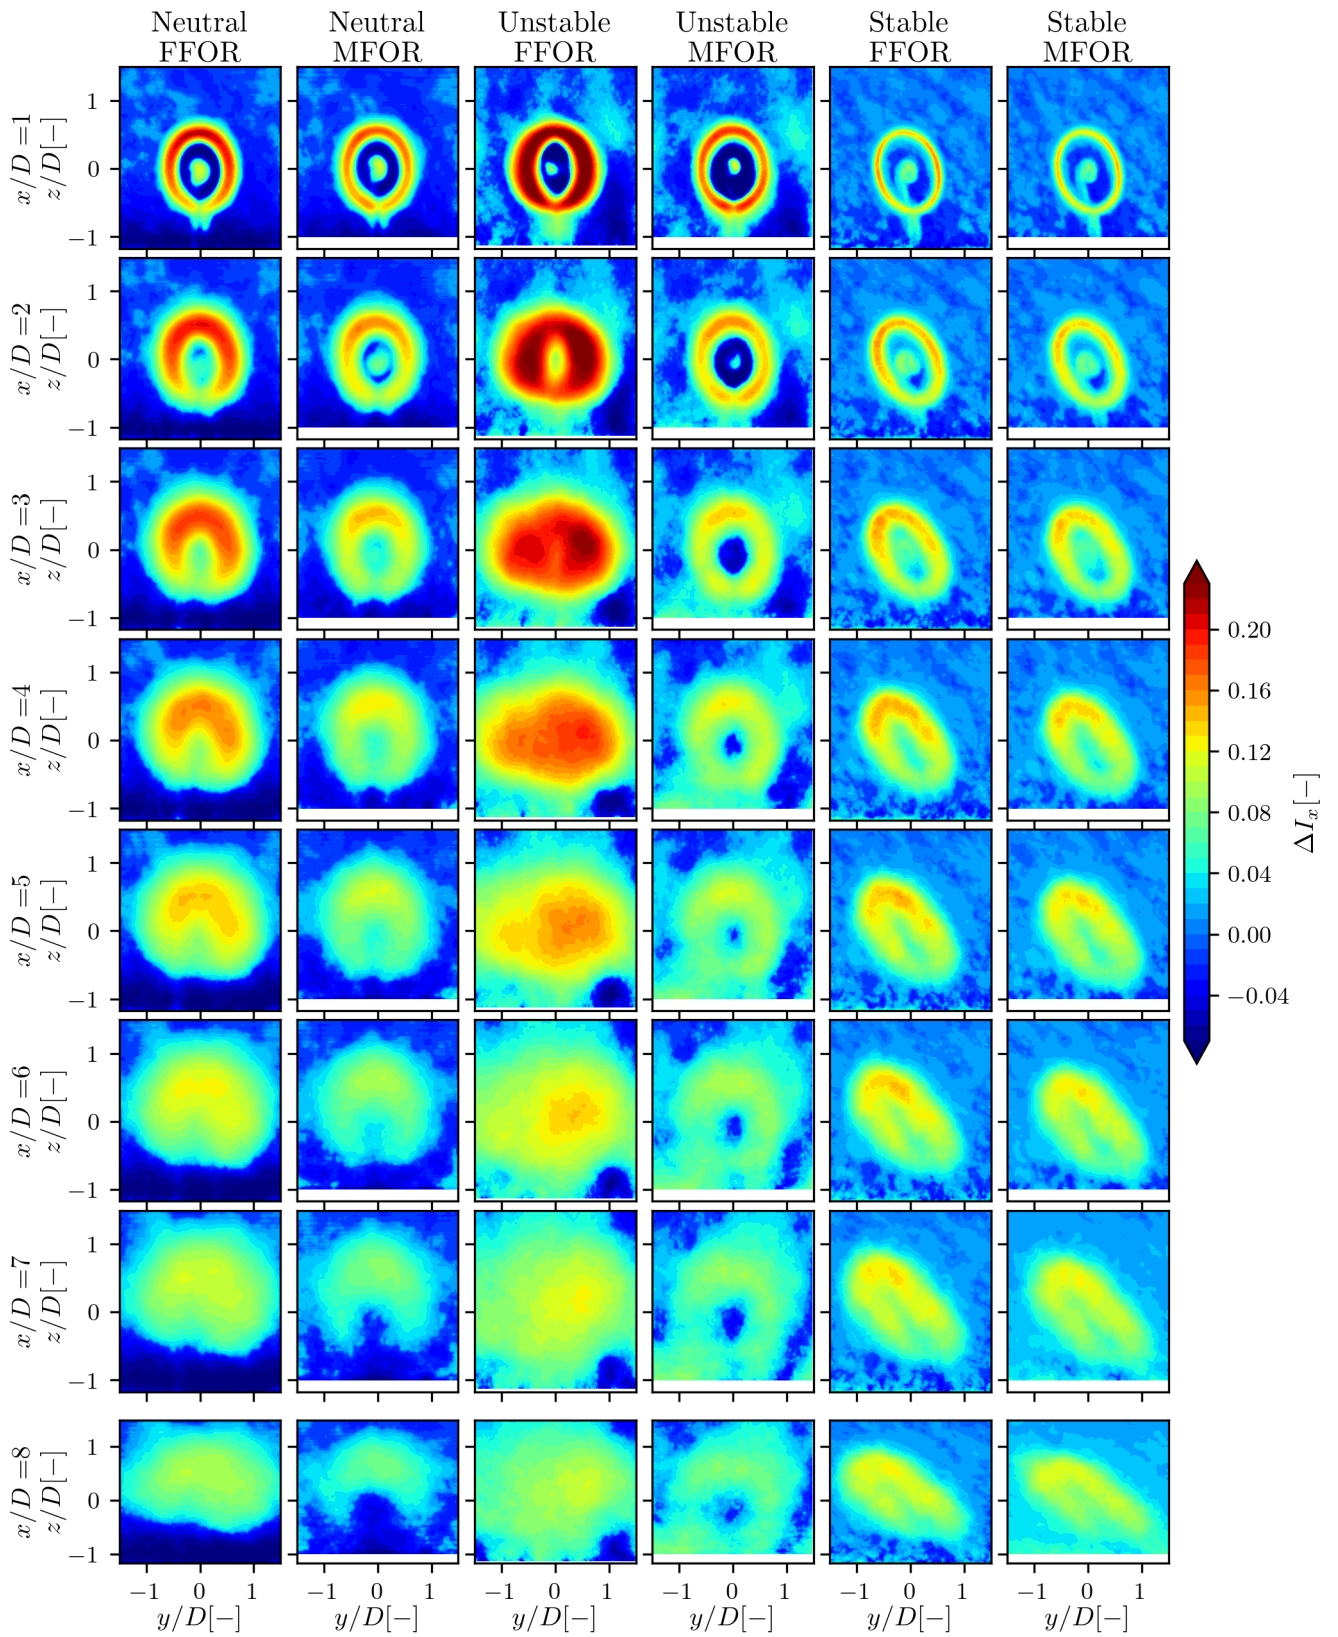 Neutral
FFOR
Neutral
MFOR
Unstable
FFOR
Unstable
MFOR
Stable
FFOR
Stable
MFOR
x/D =1
z/D[−]
1
0
−1
x/D =2
z/D[−]
1
0
−1
x/D =3
z/D[−]
1
0
−1
x/D =4
z/D[−]
1
0
−1
x/D =5
z/D[−]
1
0
−1
x/D =6
z/D[−]
1
0
−1
x/D =7
z/D[−]
1
0
−1
x/D =8
z/D[−]
1
0
−1
−1 0 1
y/D[−]
−1 0 1
y/D[−]
−1 0 1
y/D[−]
−1 0 1
y/D[−]
−1 0 1
y/D[−]
−1 0 1
y/D[−]
0.20
0.16
0.12
0.08
0.04
0.00
−0.04
ΔIₓ[−]